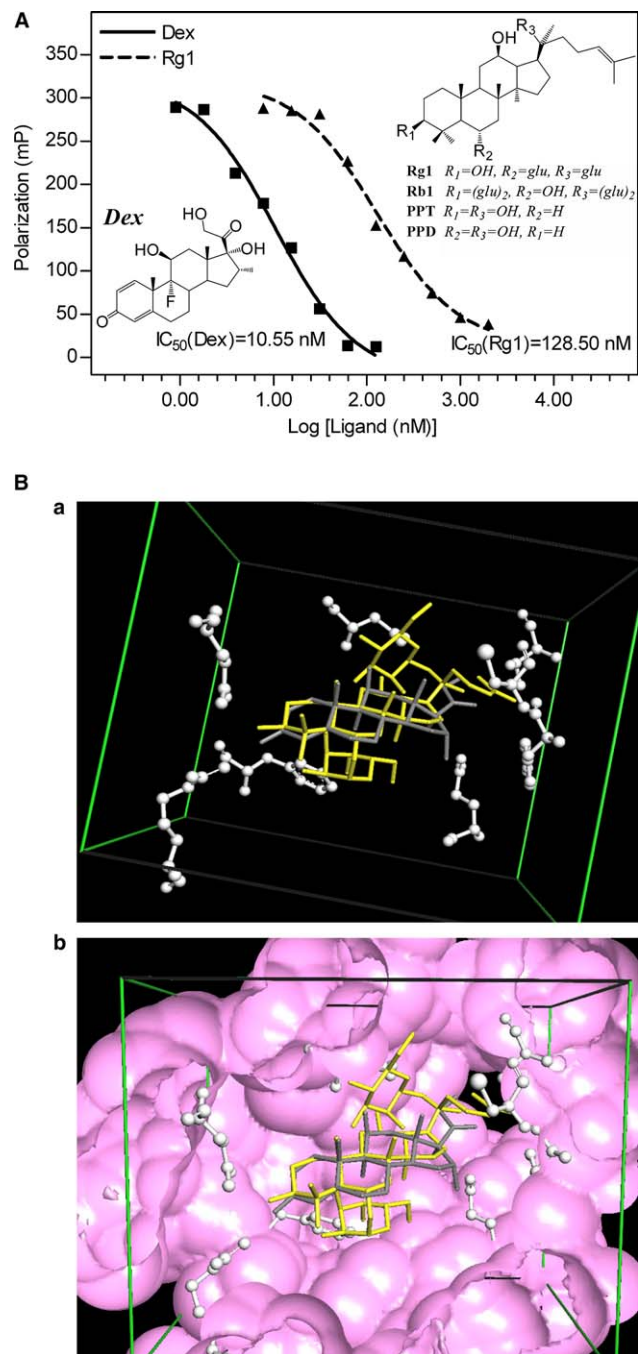 A
Dex
Rg1
Polarization (mP)
350
300
250
200
150
100
50
0
0.00
1.00
2.00
3.00
4.00
Log [Ligand (nM)]
Dex
HO
O
HO
OH
F
O
IC50(Dex)=10.55 nM
IC50(Rg1)=128.50 nM
OH
R3
R1
R2
Rg1 R1=OH, R2=glu, R3=glu
Rb1 R1=(glu)2, R2=OH, R3=(glu)2
PPT R1=R3=OH, R2=H
PPD R2=R3=OH, R1=H
B
a
b